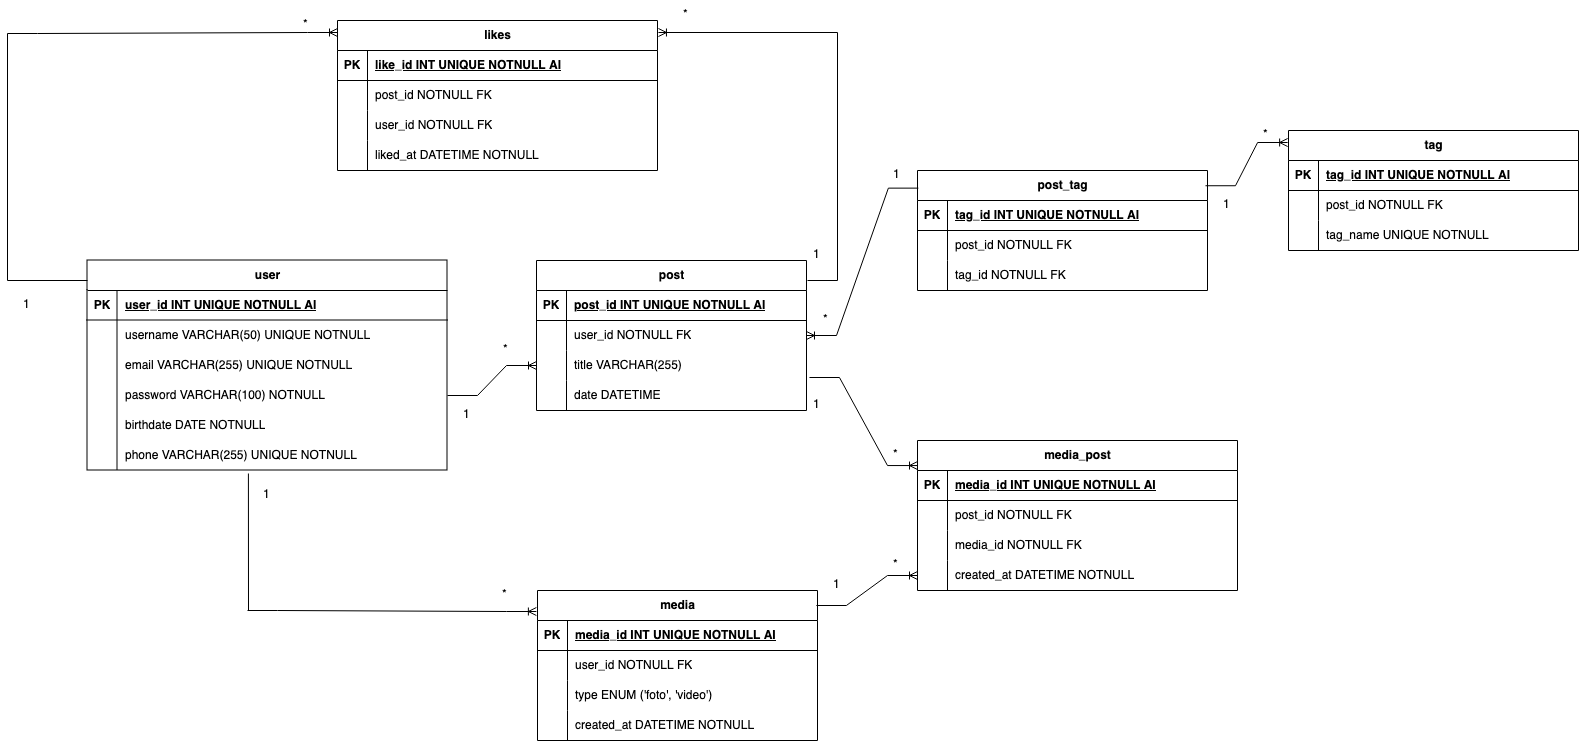 *
likes
*
PK like_id INT UNIQUE NOTNULL AI
post_id NOTNULL FK
user_id NOTNULL FK
liked_at DATETIME NOTNULL
*
tag
PK tag_id INT UNIQUE NOTNULL AI
post_id NOTNULL FK
tag_name UNIQUE NOTNULL
1
post_tag
1
PK tag_id INT UNIQUE NOTNULL AI
post_id NOTNULL FK
tag_id NOTNULL FK
1
user
1
PK user_id INT UNIQUE NOTNULL AI
username VARCHAR(50) UNIQUE NOTNULL
email VARCHAR(255) UNIQUE NOTNULL
password VARCHAR(100) NOTNULL
birthdate DATE NOTNULL
phone VARCHAR(255) UNIQUE NOTNULL
*
1
post
*
PK post_id INT UNIQUE NOTNULL AI
user_id NOTNULL FK
title VARCHAR(255)
date DATETIME
1
*
media_post
PK media_id INT UNIQUE NOTNULL AI
post_id NOTNULL FK
media_id NOTNULL FK
created_at DATETIME NOTNULL
1
*
*
1
media
PK media_id INT UNIQUE NOTNULL AI
user_id NOTNULL FK
type ENUM ('foto', 'video')
created_at DATETIME NOTNULL